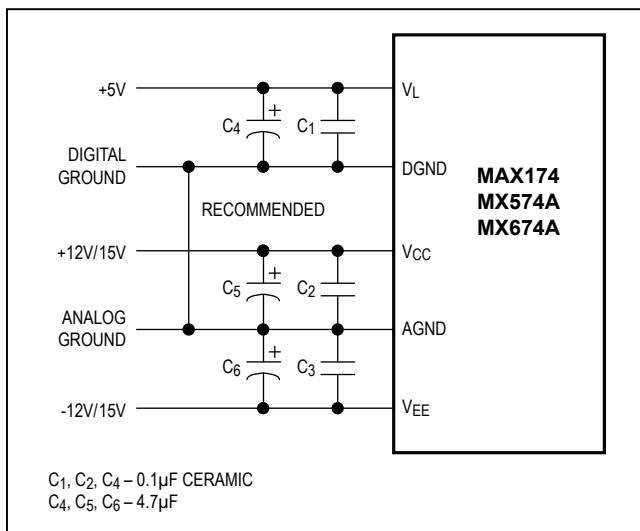 +5V
C4
+
C1
VL
DIGITAL
GROUND
DGND
MAX174
MX574A
MX674A
RECOMMENDED
+12V/15V
VCC
C5
+
C2
ANALOG
GROUND
AGND
C6
+
C3
-12V/15V
VEE
C1, C2, C4 – 0.1µF CERAMIC
C4, C5, C6 – 4.7µF